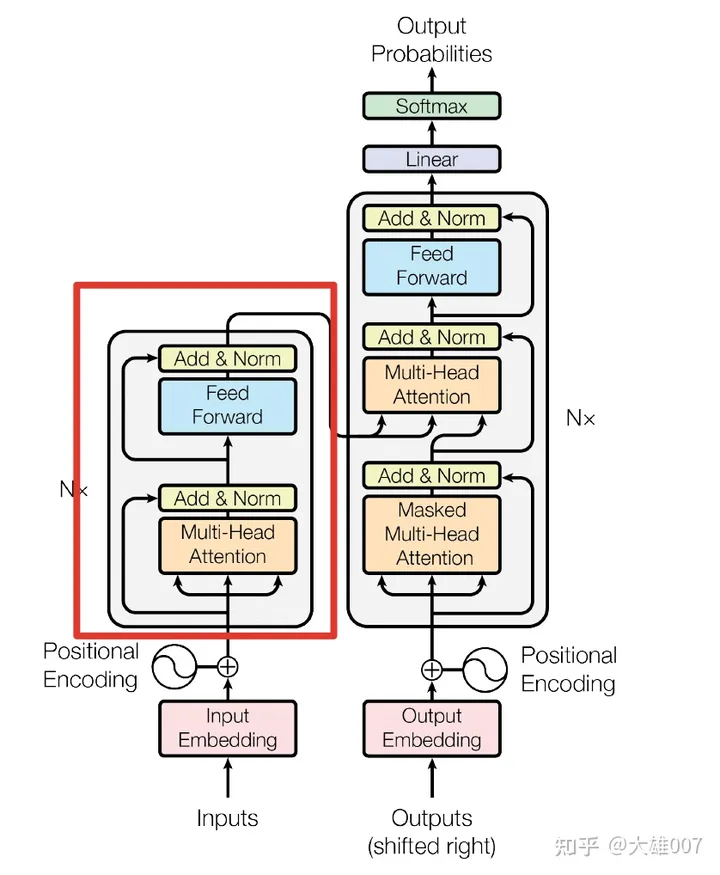 Output
Probabilities
Softmax
Linear
Add & Norm
Feed
Forward
Add & Norm
Multi-Head
Attention
Nx
Add & Norm
Masked
Multi-Head
Attention
Add & Norm
Feed
Forward
Nx
Add & Norm
Multi-Head
Attention
Positional
Encoding
Positional
Encoding
Input
Embedding
Output
Embedding
Inputs
Outputs
(shifted right)
知乎 @大雄007